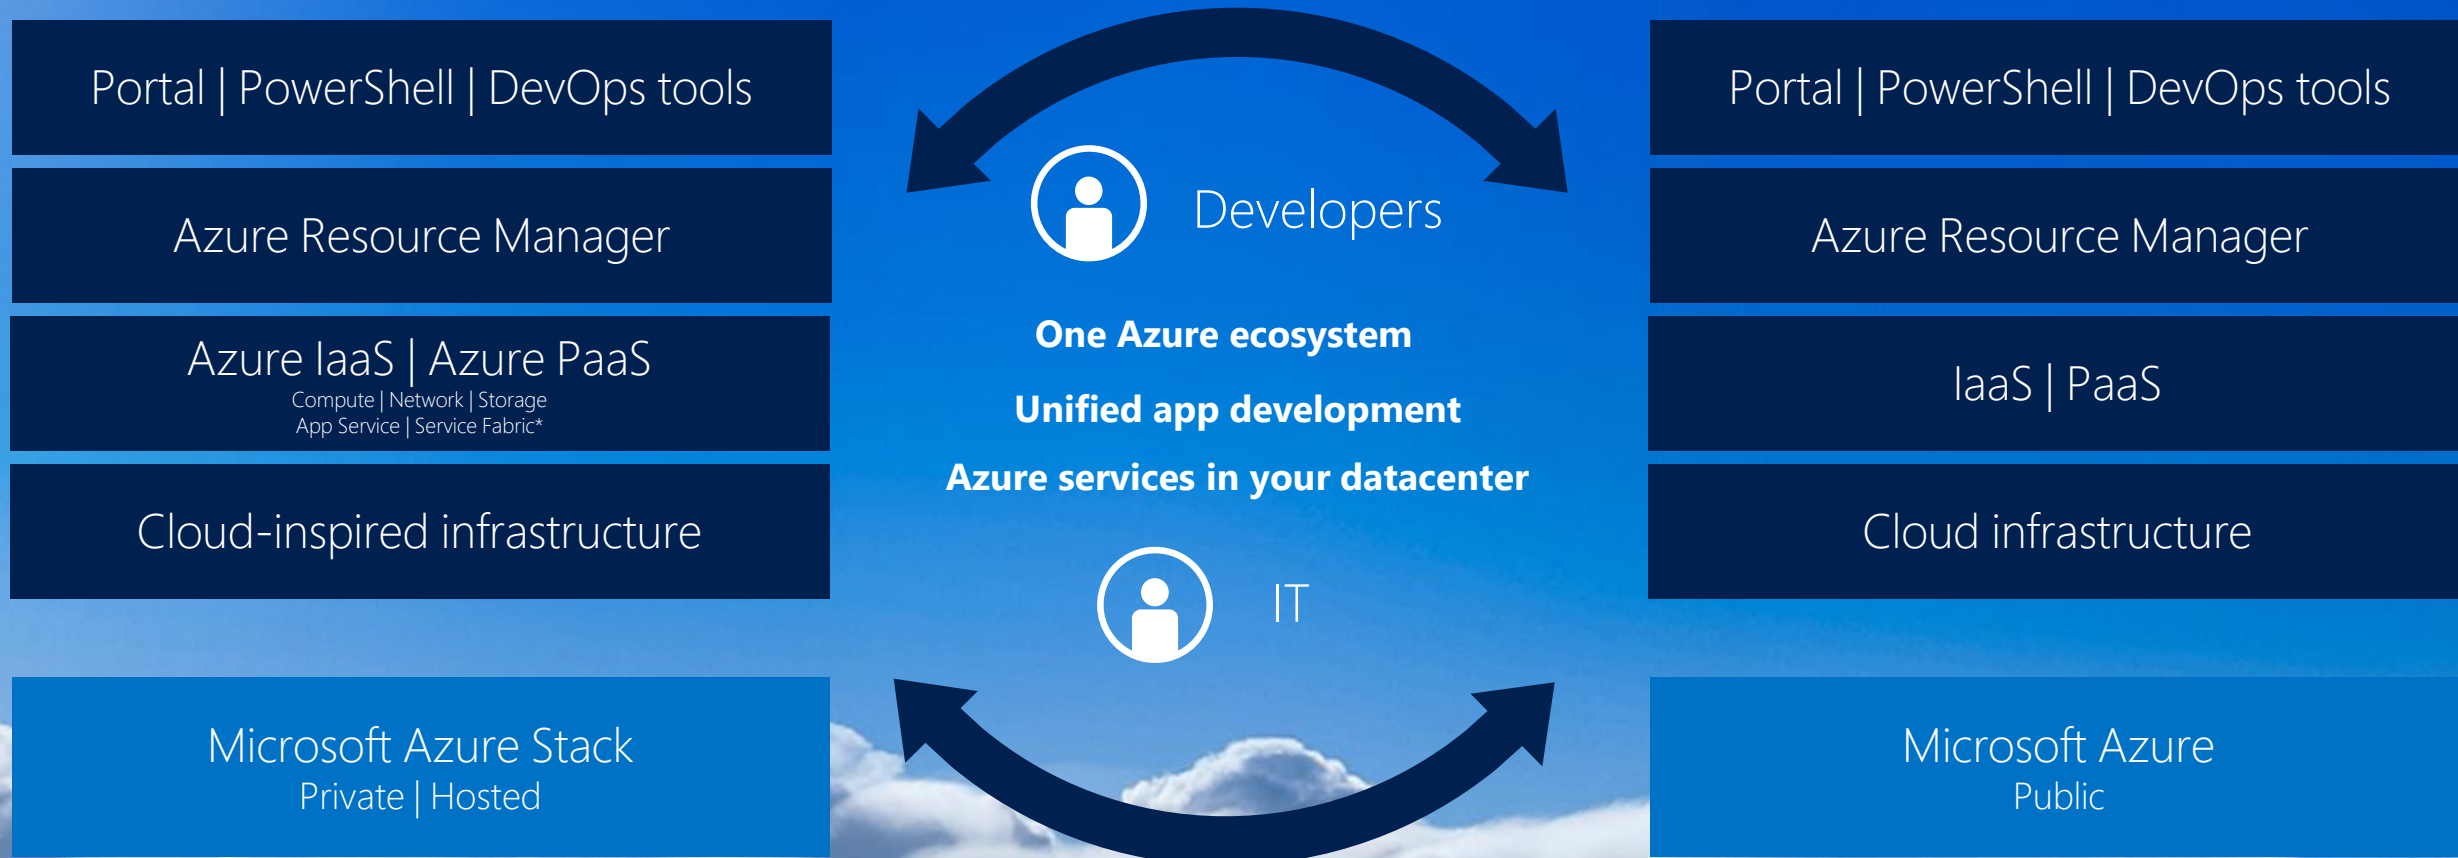 Portal | PowerShell | DevOps tools
Azure Resource Manager
Azure IaaS | Azure PaaS
Compute | Network | Storage
App Service | Service Fabric*
Cloud-inspired infrastructure
Microsoft Azure Stack
Private | Hosted
Developers
One Azure ecosystem
Unified app development
Azure services in your datacenter
IT
Portal | PowerShell | DevOps tools
Azure Resource Manager
IaaS | PaaS
Cloud infrastructure
Microsoft Azure
Public